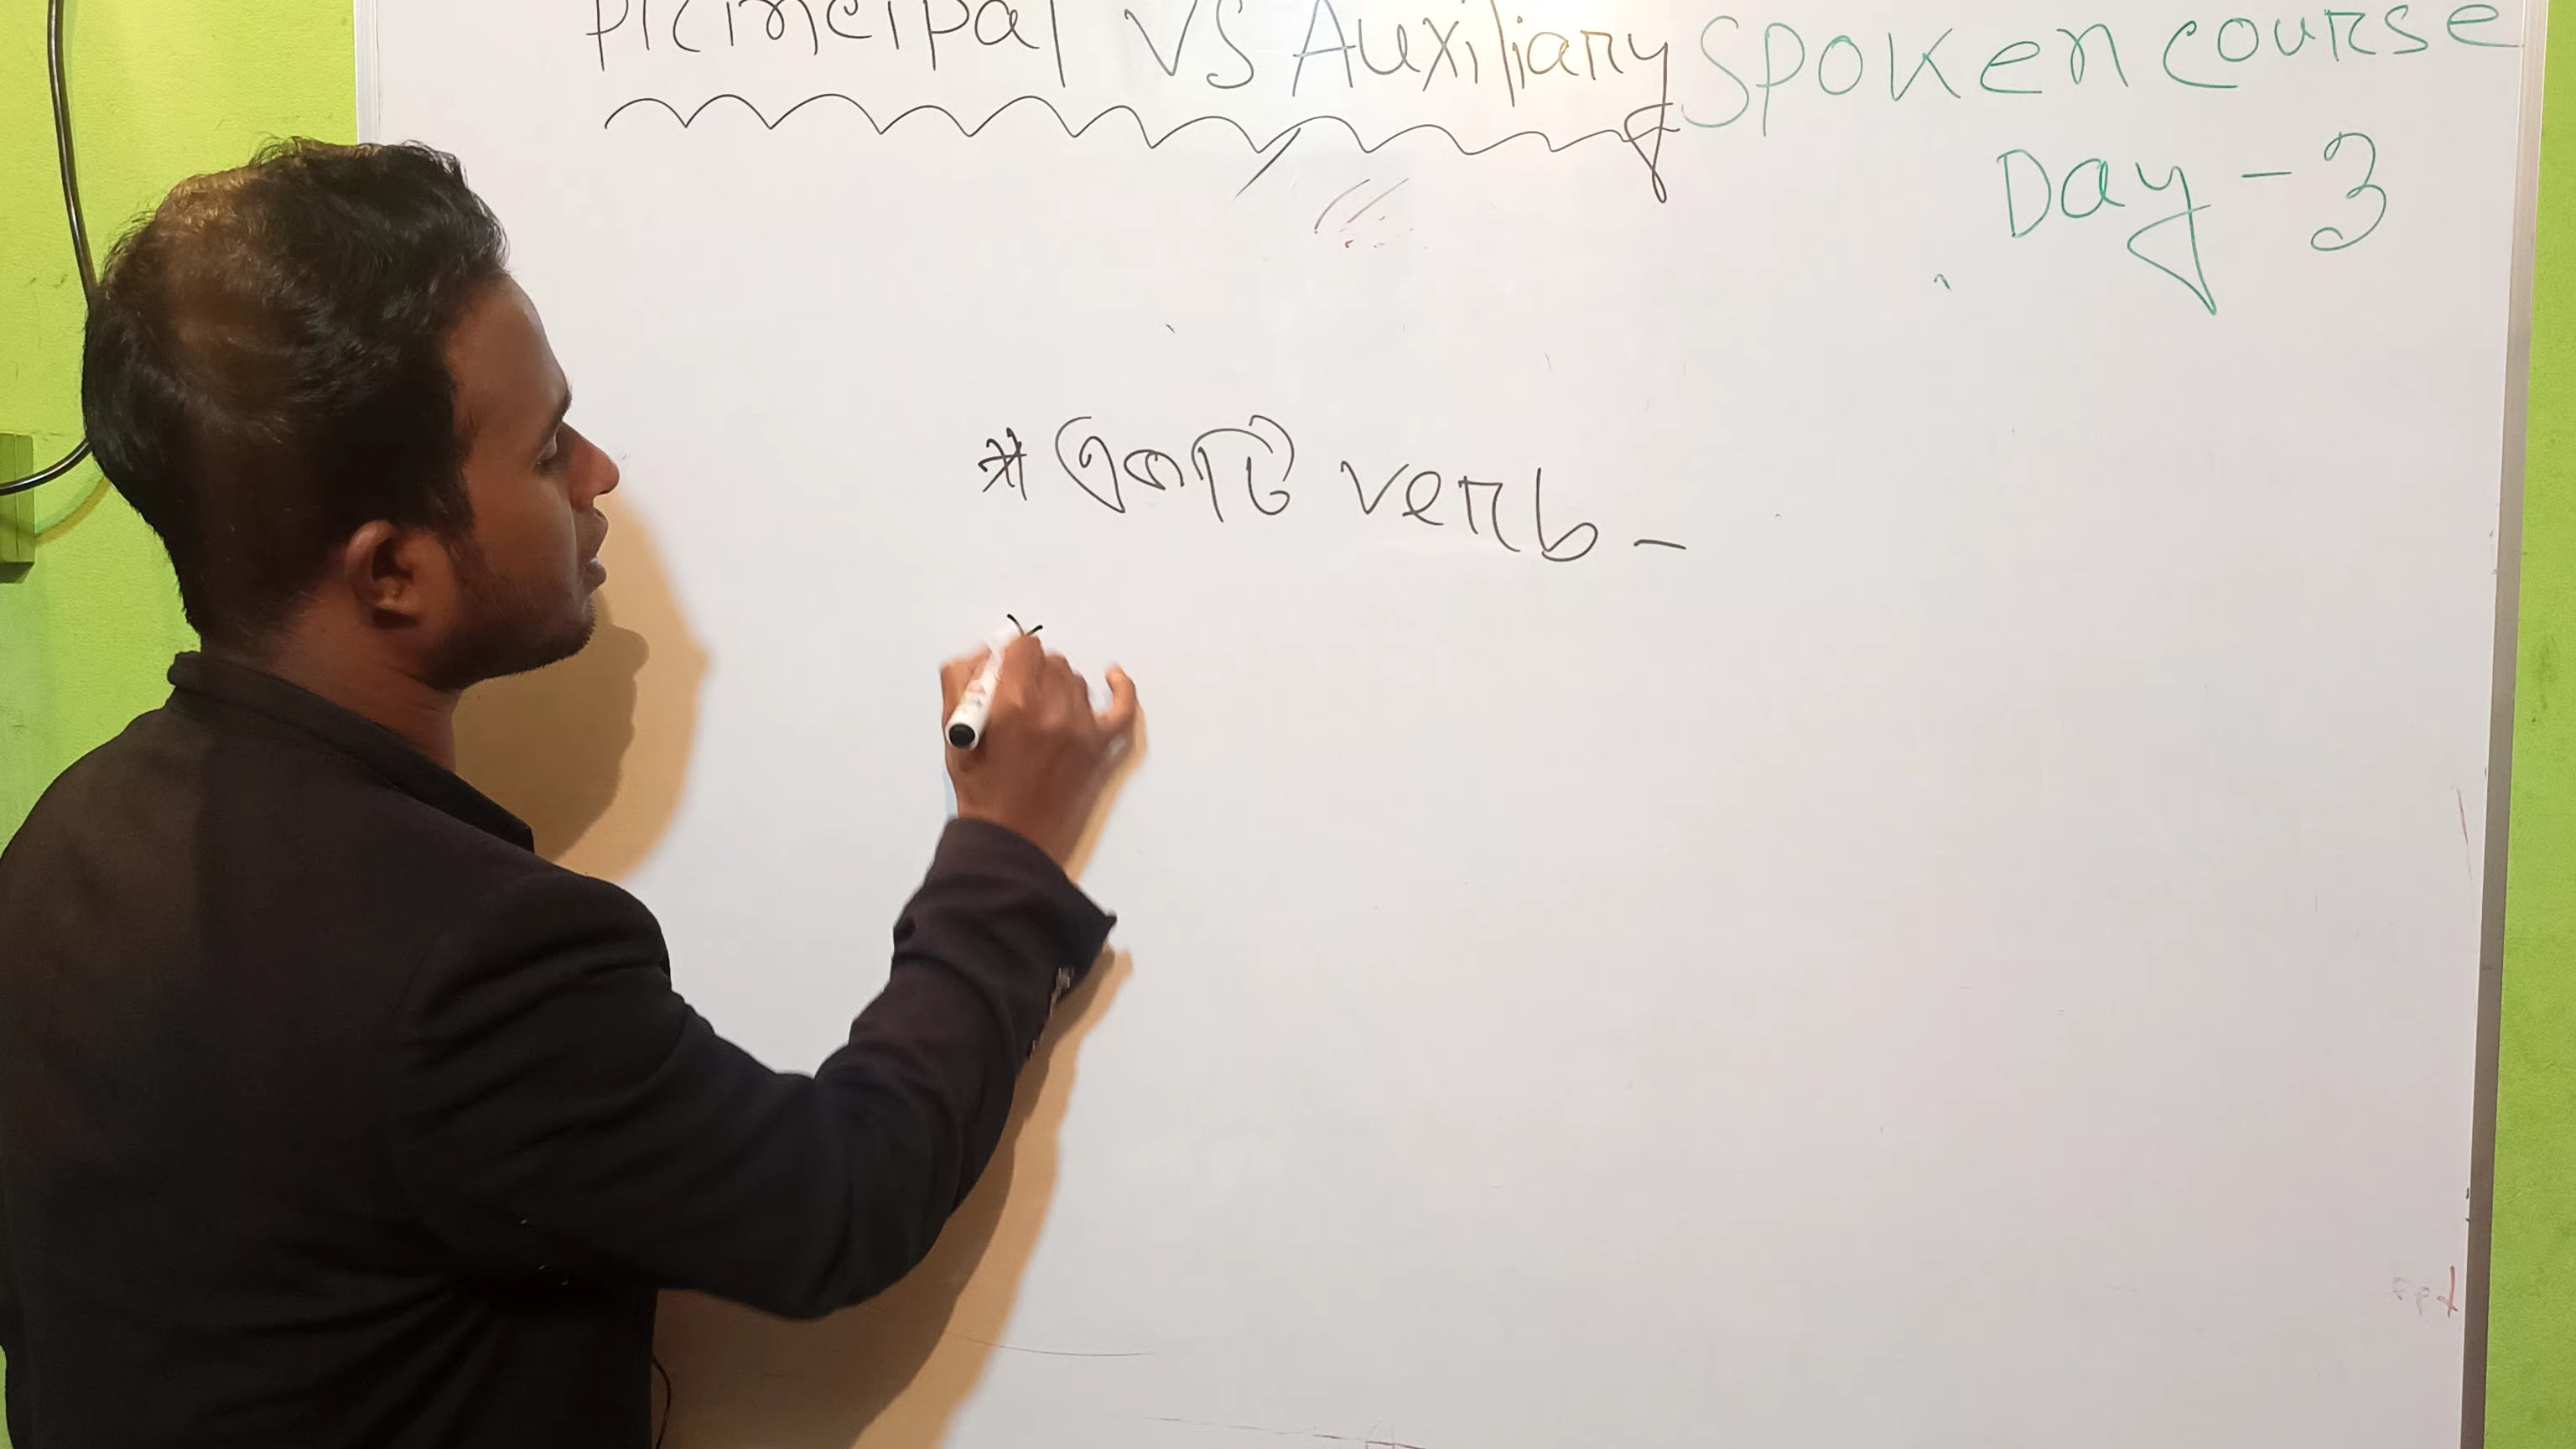 Principal VS Auxiliary
Spoken course
Day - 3
* একটি verb -